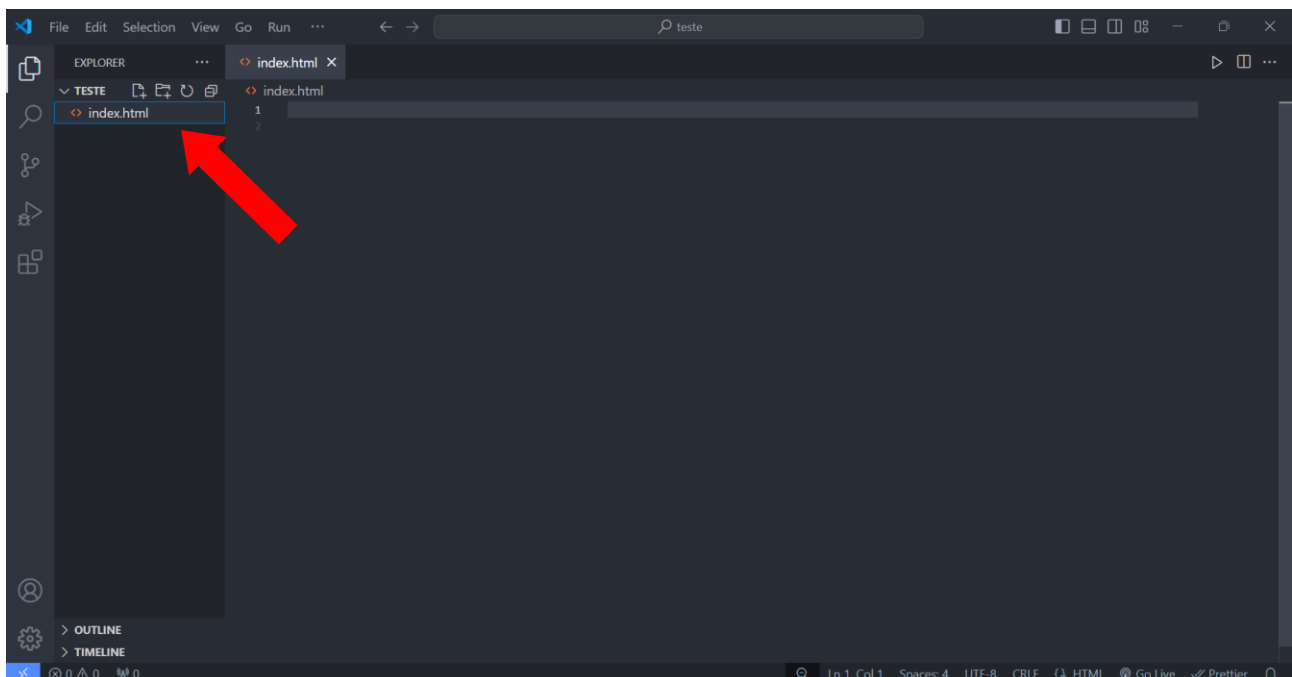 File Edit Selection View Go Run ··· teste
EXPLORER ··· index.html
TESTE index.html
index.html 1
2
OUTLINE
TIMELINE
0 0 0 Ln 1, Col 1 Spaces: 4 UTF-8 CRLF HTML Go Live Prettier